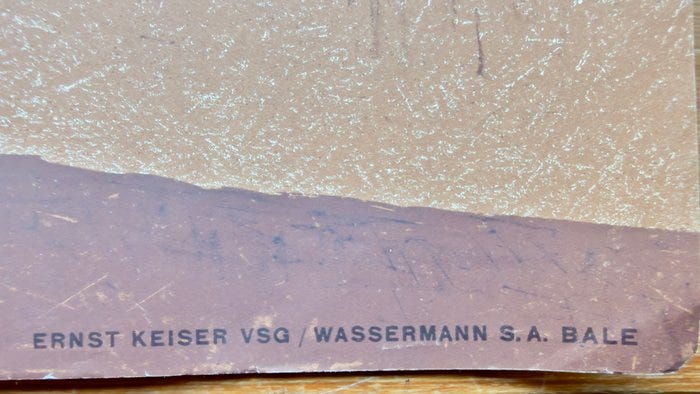 ERNST KEISER VSG / WASSERMANN S.A. BALE